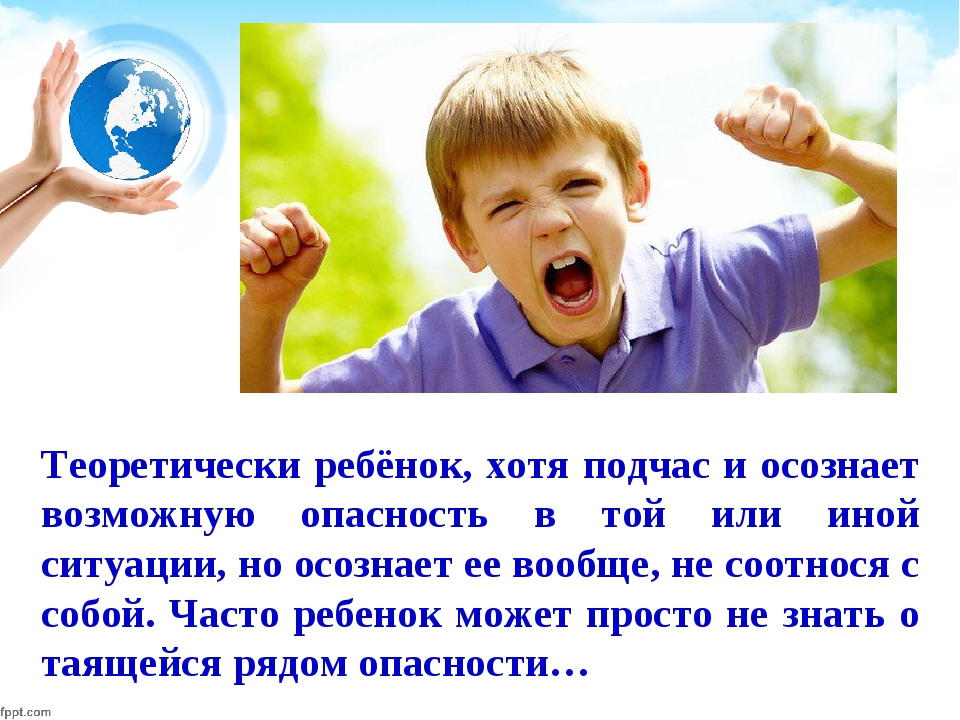 Теоретически ребёнок, хотя подчас и осознает
возможную опасность в той или иной
ситуации, но осознает ее вообще, не соотнося с
собой. Часто ребенок может просто не знать о
таящейся рядом опасности…
fppt.com